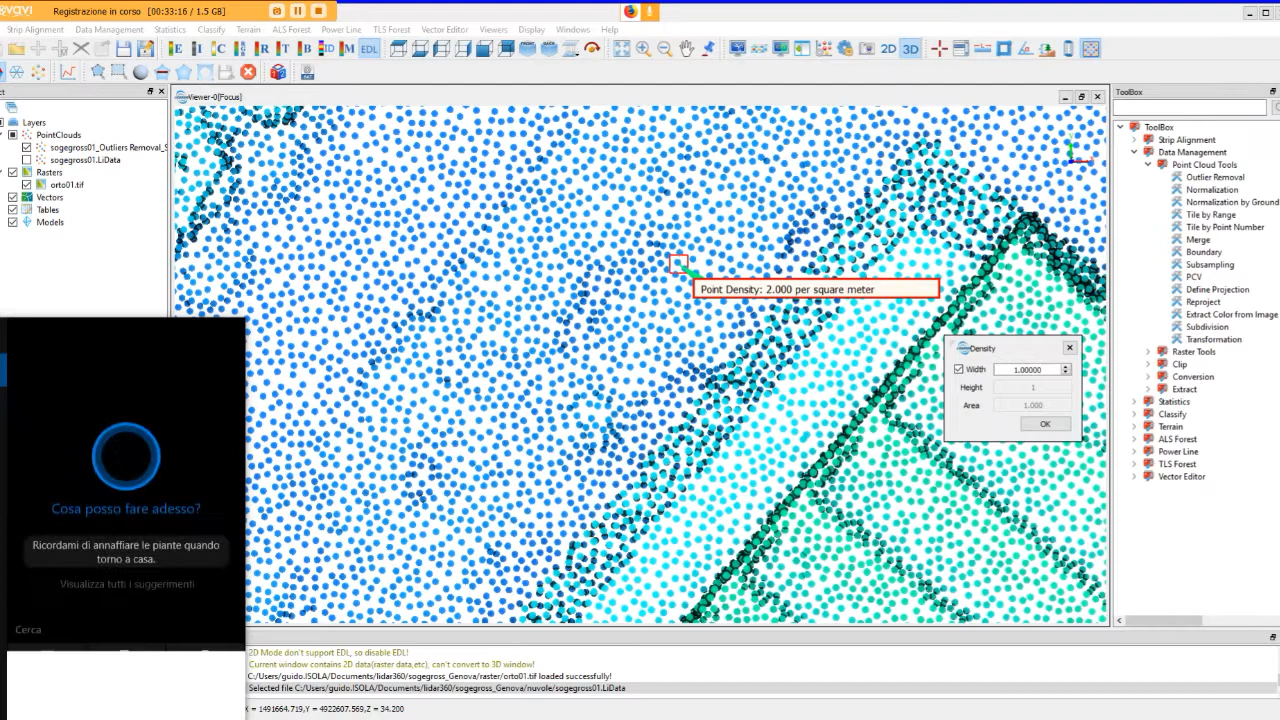 Registrazione in corso [00:33:16 / 1.5 GB]
Strip Alignment Data Management Statistics Classify Terrain ALS Forest Power Line TLS Forest Vector Editor Viewers Display Windows Help
E I C R T B ID M EDL 2D 3D
Viewer-0[Focus]
ToolBox
Layers
PointClouds
sogegross01_Outliers Removal_S
sogegross01.LiData
Rasters
orto01.tif
Vectors
Tables
Models
Point Density: 2.000 per square meter
Density
Width 1.00000
Height 1
Area 1.000
OK
ToolBox
Strip Alignment
Data Management
Point Cloud Tools
Outlier Removal
Normalization
Normalization by Ground
Tile by Range
Tile by Point Number
Merge
Boundary
Subsampling
PCV
Define Projection
Reproject
Extract Color from Image
Subdivision
Transformation
Raster Tools
Clip
Conversion
Extract
Statistics
Classify
Terrain
ALS Forest
Power Line
TLS Forest
Vector Editor
Cosa posso fare adesso?
Ricordami di annaffiare le piante quando
torno a casa.
Visualizza tutti i suggerimenti
Cerca
2D Mode don't support EDL, so disable EDL!
Current window contains 2D data(raster data,etc), can't convert to 3D window!
C:/Users/guido.ISOLA/Documents/lidar360/sogegross_Genova/raster/orto01.tif loaded successfully!
Selected file C:/Users/guido.ISOLA/Documents/lidar360/sogegross_Genova/nuvole/sogegross01.LiData
X = 1491664.719,Y = 4922607.569,Z = 34.200